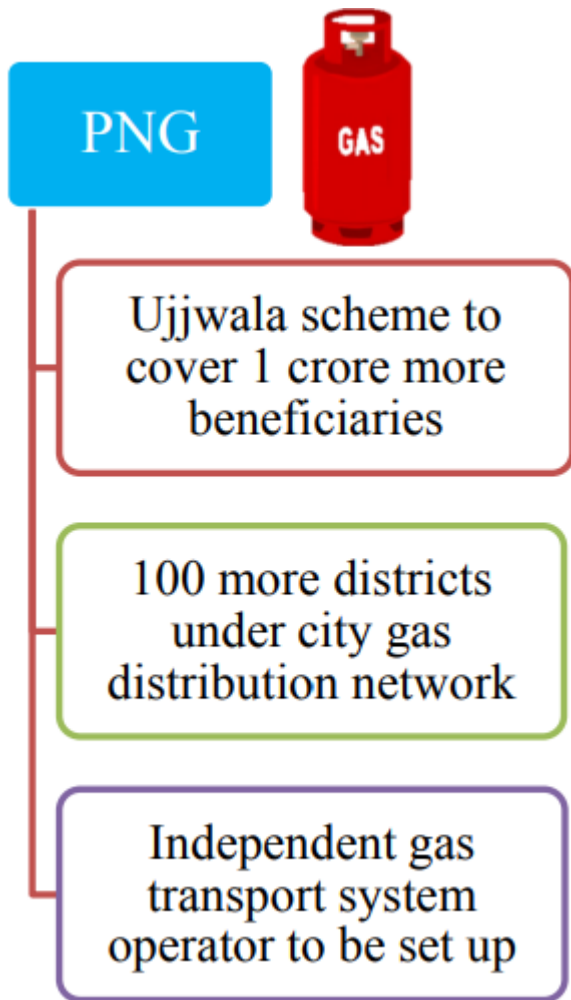 PNG
GAS
Ujjwala scheme to
cover 1 crore more
beneficiaries
100 more districts
under city gas
distribution network
Independent gas
transport system
operator to be set up